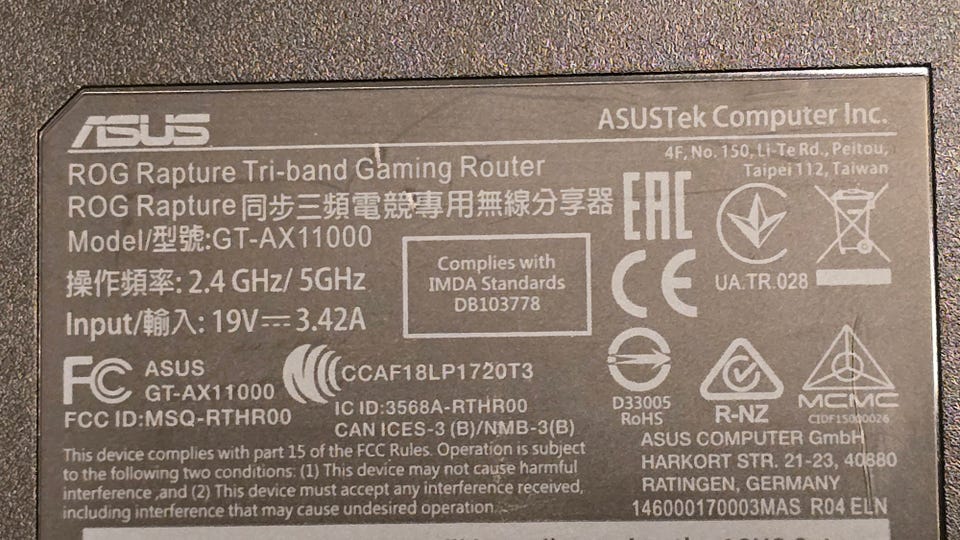 ASUS
ASUSTek Computer Inc.
4F, No. 150, Li-Te Rd., Peitou,
Taipei 112, Taiwan
ROG Rapture Tri-band Gaming Router
ROG Rapture 同步三頻電競專用無線分享器
Model/型號:GT-AX11000
操作頻率: 2.4 GHz/ 5GHz
Input/輸入: 19V⎓3.42A
Complies with
IMDA Standards
DB103778
EAC
CE
UA.TR.028
FC ASUS
GT-AX11000
FCC ID:MSQ-RTHR00
CCAF18LP1720T3
IC ID:3568A-RTHR00
CAN ICES-3 (B)/NMB-3(B)
D33005
RoHS
R-NZ
MCMC
CIDF15000026
This device complies with part 15 of the FCC Rules. Operation is subject
to the following two conditions: (1) This device may not cause harmful
interference ,and (2) This device must accept any interference received,
including interference that may cause undesired operation.
ASUS COMPUTER GmbH
HARKORT STR. 21-23, 40880
RATINGEN, GERMANY
146000170003MAS R04 ELN